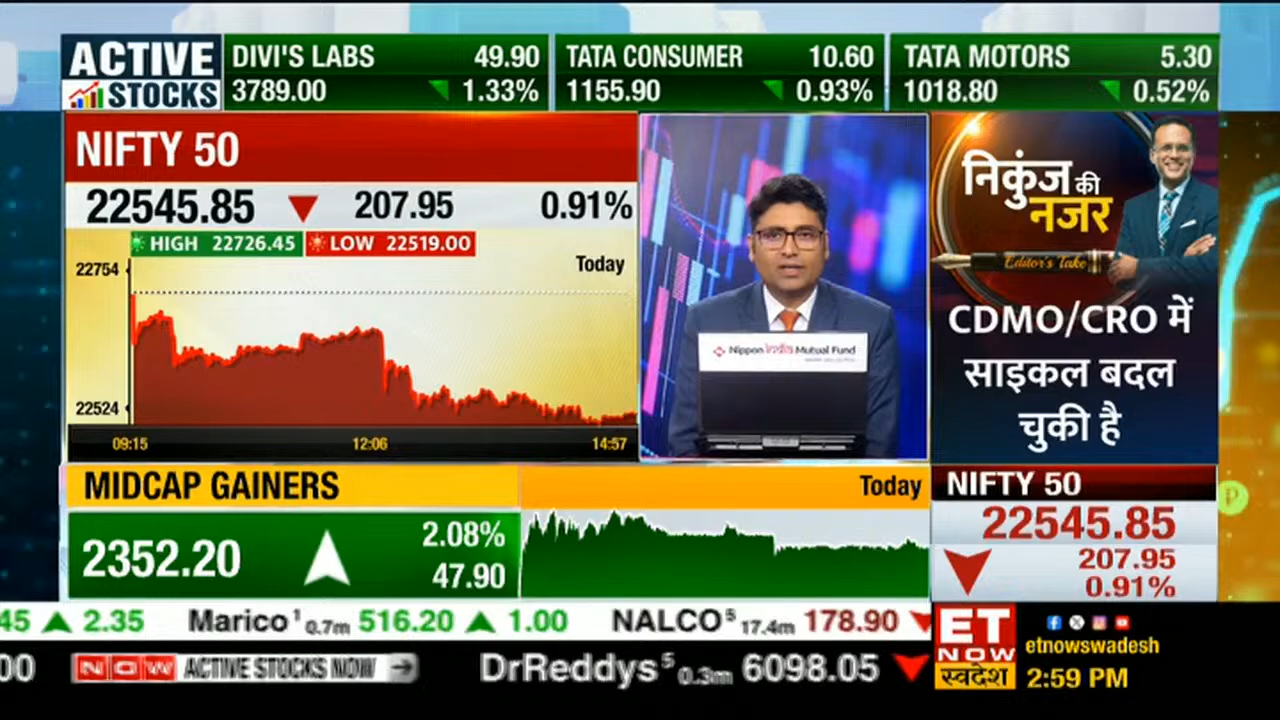 ACTIVE
STOCKS
DIVI'S LABS 49.90
3789.00 1.33%
TATA CONSUMER 10.60
1155.90 0.93%
TATA MOTORS 5.30
1018.80 0.52%
NIFTY 50
22545.85 207.95 0.91%
HIGH 22726.45 LOW 22519.00
Today
22754
22524
09:15 12:06 14:57
Nippon India Mutual Fund
निकुंज की
नजर
Editor's Take
CDMO/CRO में
साइकल बदल
चुकी है
MIDCAP GAINERS
Today
2352.20
2.08%
47.90
NIFTY 50
22545.85
207.95
0.91%
45 2.35 Marico 1 0.7m 516.20 1.00 NALCO 5 17.4m 178.90
00 NOW ACTIVE STOCKS NOW DrReddys 5 0.3m 6098.05
ET
NOW
स्वदेश
etnowswadesh
2:59 PM